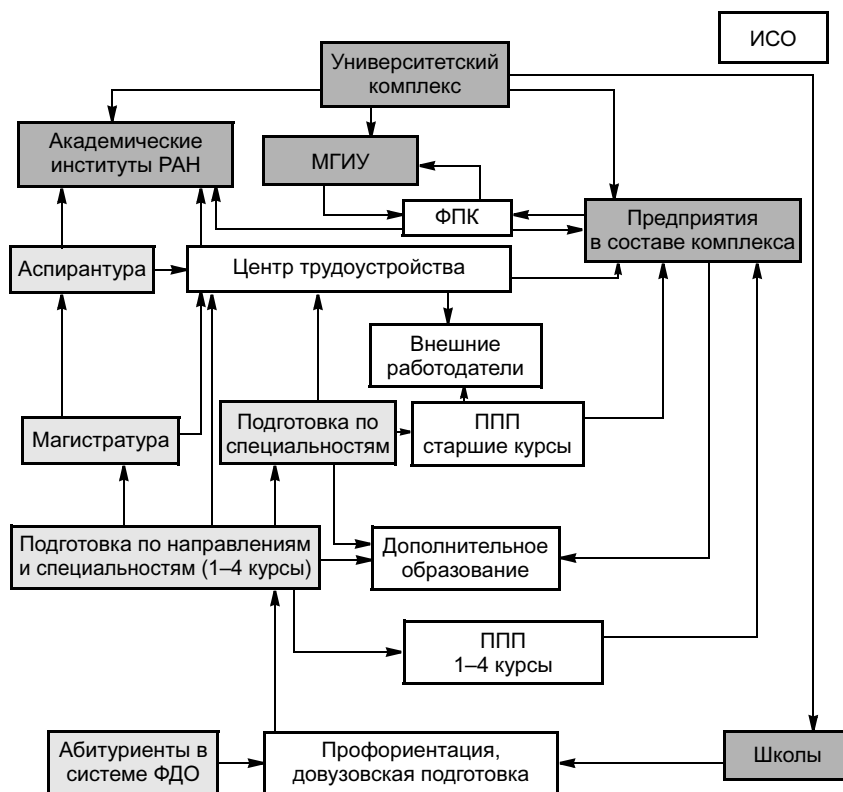 ИСО
Университетский
комплекс
Академические
институты РАН
МГИУ
ФПК
Предприятия
в составе комплекса
Аспирантура
Центр трудоустройства
Внешние
работодатели
Магистратура
Подготовка по
специальностям
ППП
старшие курсы
Подготовка по направлениям
и специальностям (1–4 курсы)
Дополнительное
образование
ППП
1–4 курсы
Абитуриенты в
системе ФДО
Профориентация,
довузовская подготовка
Школы